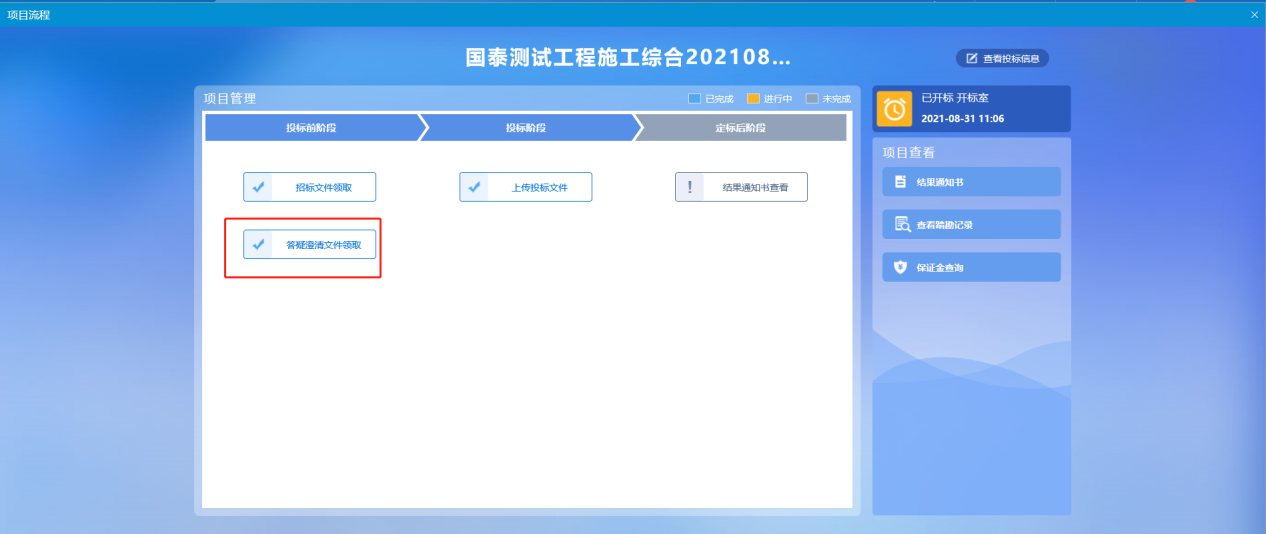 项目流程
国泰测试工程施工综合202108...
查看投标信息
项目管理
已完成
进行中
未完成
投标前阶段
投标阶段
定标后阶段
招标文件领取
上传投标文件
结果通知书查看
答疑澄清文件领取
已开标 开标室
2021-08-31 11:06
项目查看
结果通知书
查看踏勘记录
保证金查询